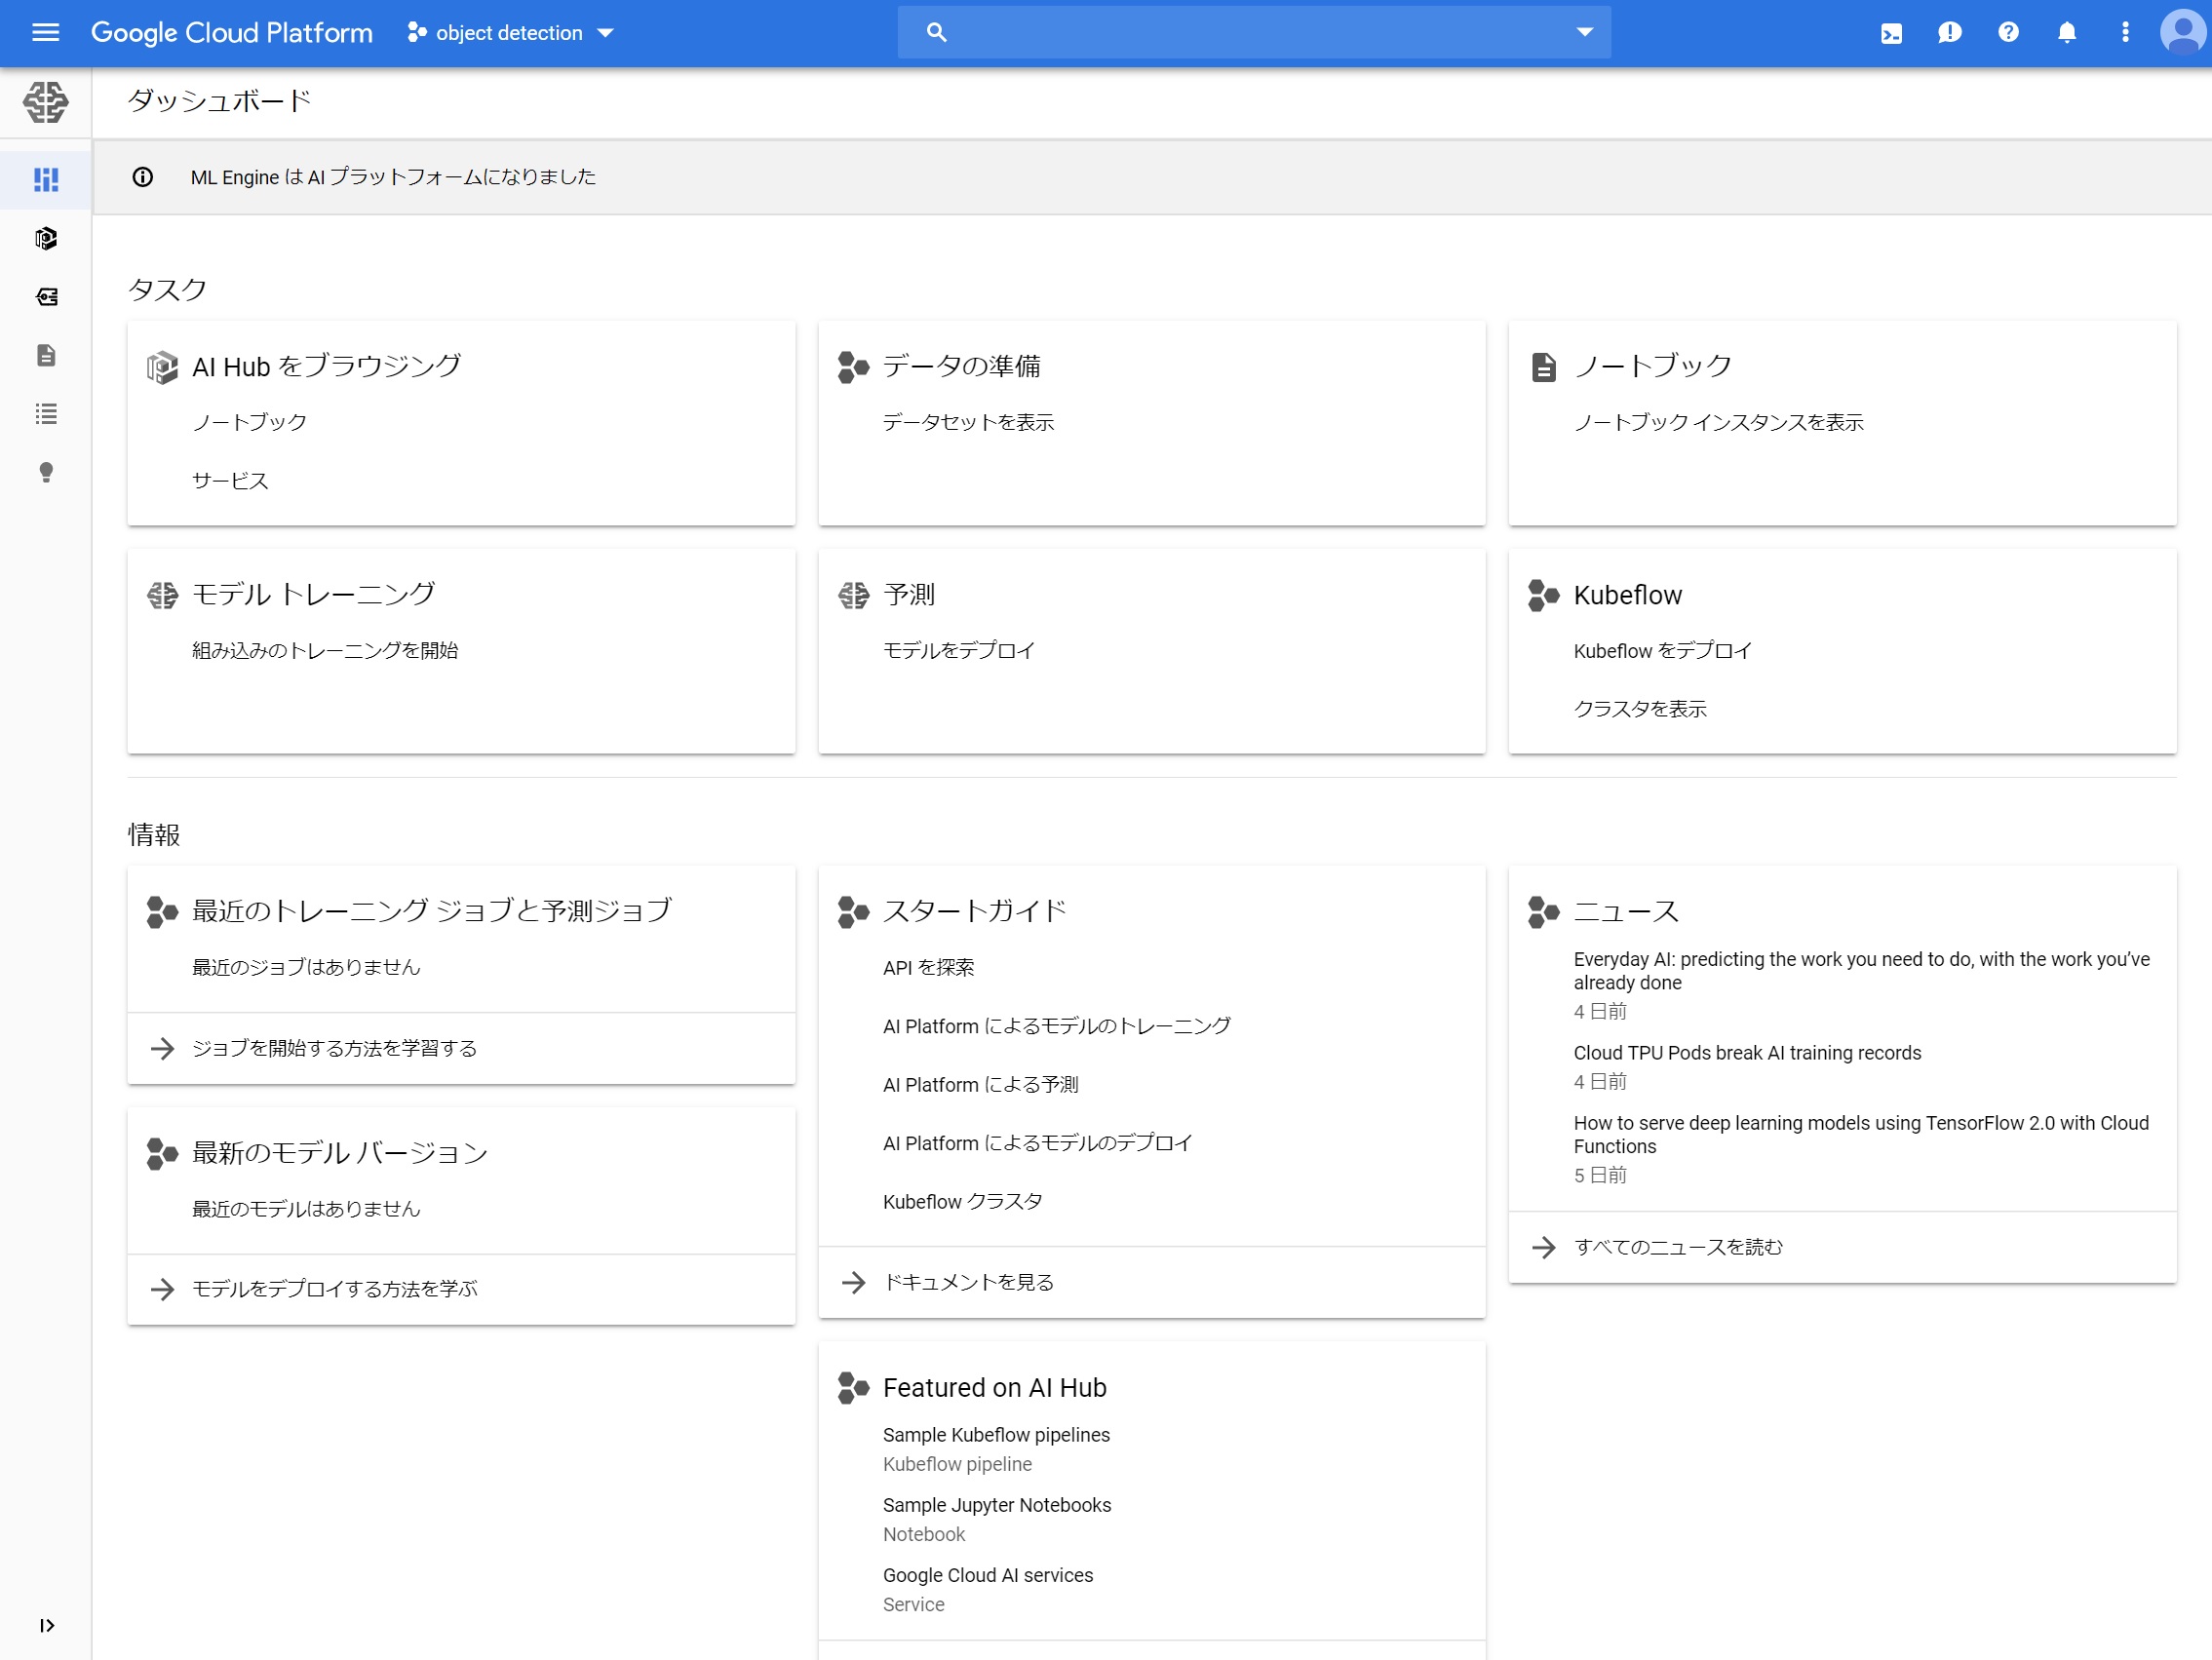 Google Cloud Platform
object detection
ダッシュボード
ML Engine は AI プラットフォームになりました
タスク
AI Hub をブラウジング
ノートブック
サービス
データの準備
データセットを表示
ノートブック
ノートブック インスタンスを表示
モデル トレーニング
組み込みのトレーニングを開始
予測
モデルをデプロイ
Kubeflow
Kubeflow をデプロイ
クラスタを表示
情報
最近のトレーニング ジョブと予測ジョブ
最近のジョブはありません
ジョブを開始する方法を学習する
最新のモデル バージョン
最近のモデルはありません
モデルをデプロイする方法を学ぶ
スタートガイド
API を探索
AI Platform によるモデルのトレーニング
AI Platform による予測
AI Platform によるモデルのデプロイ
Kubeflow クラスタ
ドキュメントを見る
Featured on AI Hub
Sample Kubeflow pipelines
Kubeflow pipeline
Sample Jupyter Notebooks
Notebook
Google Cloud AI services
Service
ニュース
Everyday AI: predicting the work you need to do, with the work you’ve
already done
4 日前
Cloud TPU Pods break AI training records
4 日前
How to serve deep learning models using TensorFlow 2.0 with Cloud
Functions
5 日前
すべてのニュースを読む